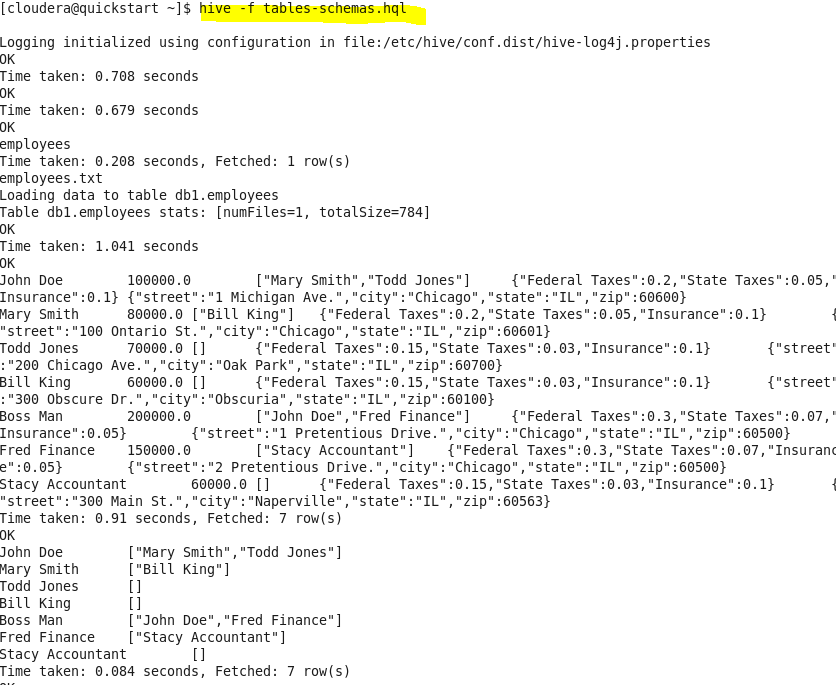 [cloudera@quickstart ~]$ hive -f tables-schemas.hql
Logging initialized using configuration in file:/etc/hive/conf.dist/hive-log4j.properties
OK
Time taken: 0.708 seconds
OK
Time taken: 0.679 seconds
OK
employees
Time taken: 0.208 seconds, Fetched: 1 row(s)
employees.txt
Loading data to table db1.employees
Table db1.employees stats: [numFiles=1, totalSize=784]
OK
Time taken: 1.041 seconds
OK
John Doe        100000.0        ["Mary Smith","Todd Jones"]     {"Federal Taxes":0.2,"State Taxes":0.05,"
Insurance":0.1} {"street":"1 Michigan Ave.","city":"Chicago","state":"IL","zip":60600}
Mary Smith      80000.0 ["Bill King"]   {"Federal Taxes":0.2,"State Taxes":0.05,"Insurance":0.1}        {
"street":"100 Ontario St.","city":"Chicago","state":"IL","zip":60601}
Todd Jones      70000.0 []      {"Federal Taxes":0.15,"State Taxes":0.03,"Insurance":0.1}       {"street"
:"200 Chicago Ave.","city":"Oak Park","state":"IL","zip":60700}
Bill King       60000.0 []      {"Federal Taxes":0.15,"State Taxes":0.03,"Insurance":0.1}       {"street"
:"300 Obscure Dr.","city":"Obscuria","state":"IL","zip":60100}
Boss Man        200000.0        ["John Doe","Fred Finance"]     {"Federal Taxes":0.3,"State Taxes":0.07,"
Insurance":0.05}        {"street":"1 Pretentious Drive.","city":"Chicago","state":"IL","zip":60500}
Fred Finance    150000.0        ["Stacy Accountant"]    {"Federal Taxes":0.3,"State Taxes":0.07,"Insuranc
e":0.05}        {"street":"2 Pretentious Drive.","city":"Chicago","state":"IL","zip":60500}
Stacy Accountant        60000.0 []      {"Federal Taxes":0.15,"State Taxes":0.03,"Insurance":0.1}       {
"street":"300 Main St.","city":"Naperville","state":"IL","zip":60563}
Time taken: 0.91 seconds, Fetched: 7 row(s)
OK
John Doe        ["Mary Smith","Todd Jones"]
Mary Smith      ["Bill King"]
Todd Jones      []
Bill King       []
Boss Man        ["John Doe","Fred Finance"]
Fred Finance    ["Stacy Accountant"]
Stacy Accountant        []
Time taken: 0.084 seconds, Fetched: 7 row(s)